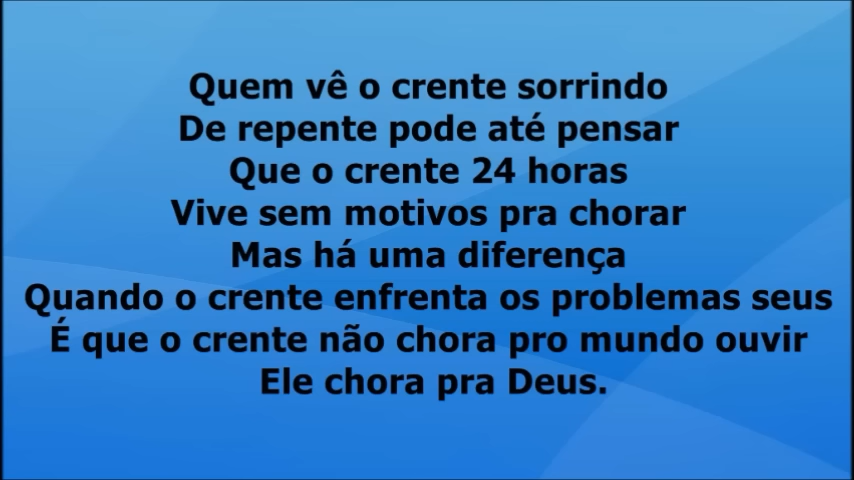 Quem vê o crente sorrindo
De repente pode até pensar
Que o crente 24 horas
Vive sem motivos pra chorar
Mas há uma diferença
Quando o crente enfrenta os problemas seus
É que o crente não chora pro mundo ouvir
Ele chora pra Deus.